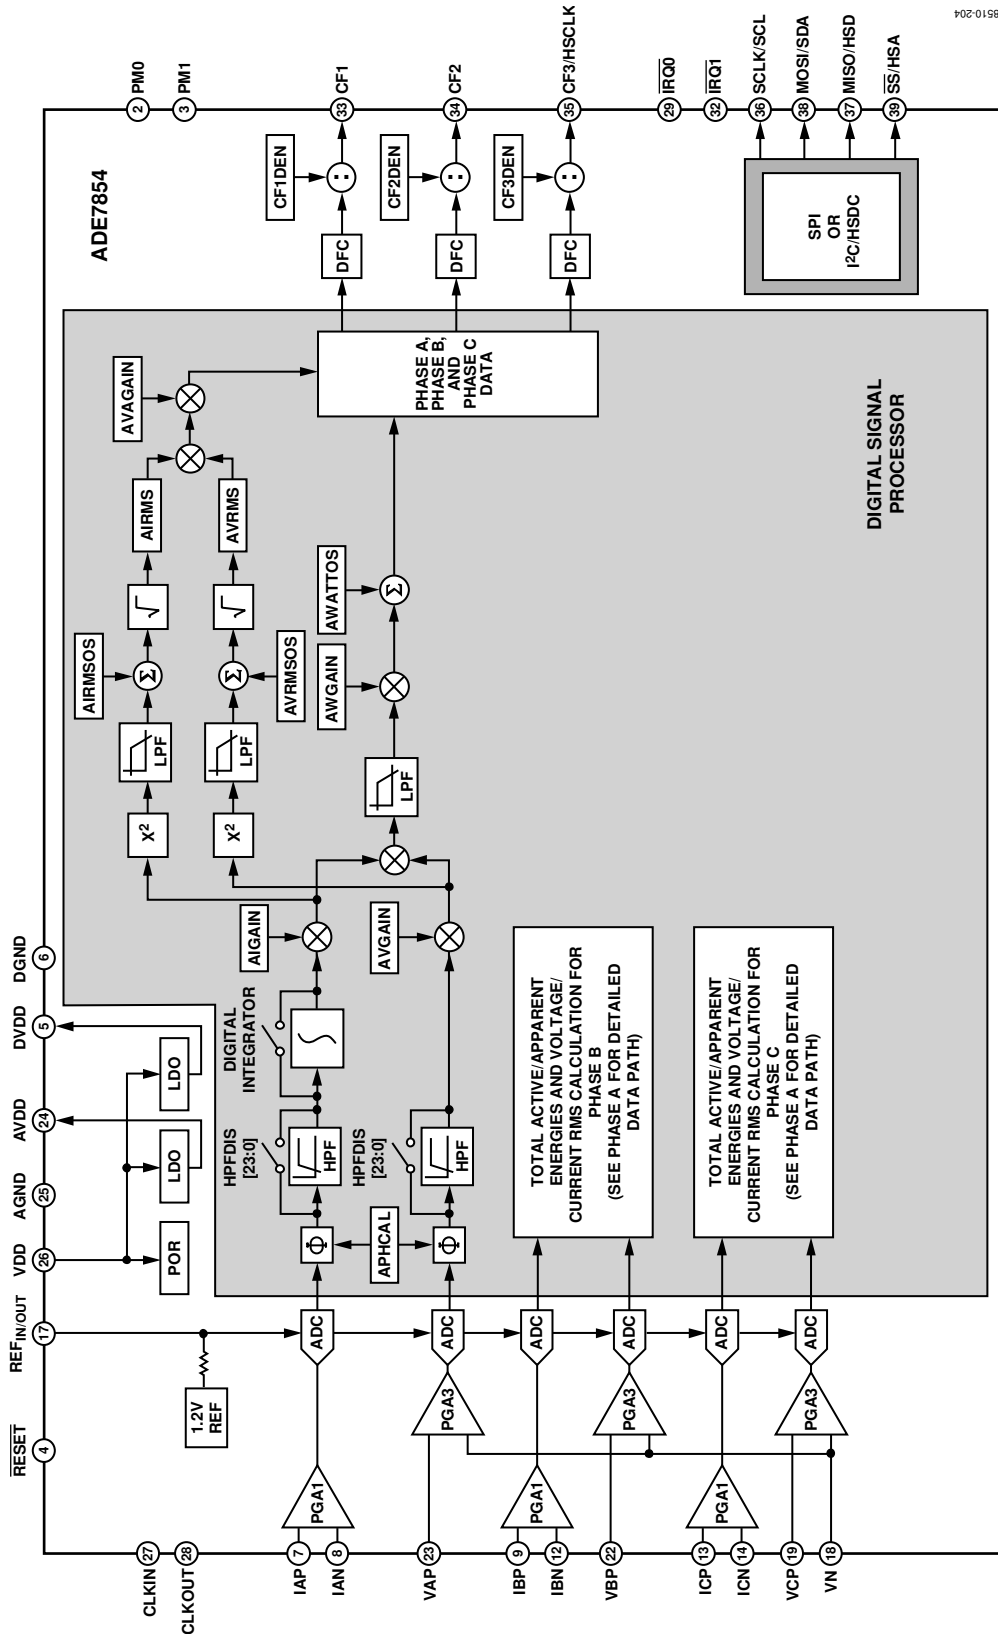 RESET
4
REFIN/OUT
17
VDD
26
AGND
25
AVDD
24
DVDD
5
DGND
6
CLKIN
27
CLKOUT
28
1.2V
REF
POR
LDO
LDO
ADE7854
2
PM0
3
PM1
IAP
7
IAN
8
PGA1
ADC
Φ
HPFDIS
[23:0]
HPF
DIGITAL
INTEGRATOR
AIGAIN
X²
LPF
AIRMSOS
Σ
√
AIRMS
AVAGAIN
X²
LPF
AVRMSOS
Σ
√
AVRMS
APHCAL
VAP
23
PGA3
ADC
Φ
HPFDIS
[23:0]
HPF
AVGAIN
LPF
AWGAIN
AWATTOS
Σ
PHASE A,
PHASE B,
AND
PHASE C
DATA
DFC
CF1DEN
:
33
CF1
DFC
CF2DEN
:
34
CF2
DFC
CF3DEN
:
35
CF3/HSCLK
IBP
9
IBN
12
PGA1
ADC
VBP
22
PGA3
ADC
TOTAL ACTIVE/APPARENT
ENERGIES AND VOLTAGE/
CURRENT RMS CALCULATION FOR
PHASE B
(SEE PHASE A FOR DETAILED
DATA PATH)
ICP
13
ICN
14
PGA1
ADC
VCP
19
VN
18
PGA3
ADC
TOTAL ACTIVE/APPARENT
ENERGIES AND VOLTAGE/
CURRENT RMS CALCULATION FOR
PHASE C
(SEE PHASE A FOR DETAILED
DATA PATH)
DIGITAL SIGNAL
PROCESSOR
29
IRQ0
32
IRQ1
SPI
OR
I²C/HSDC
36
SCLK/SCL
38
MOSI/SDA
37
MISO/HSD
39
SS/HSA
8510-204